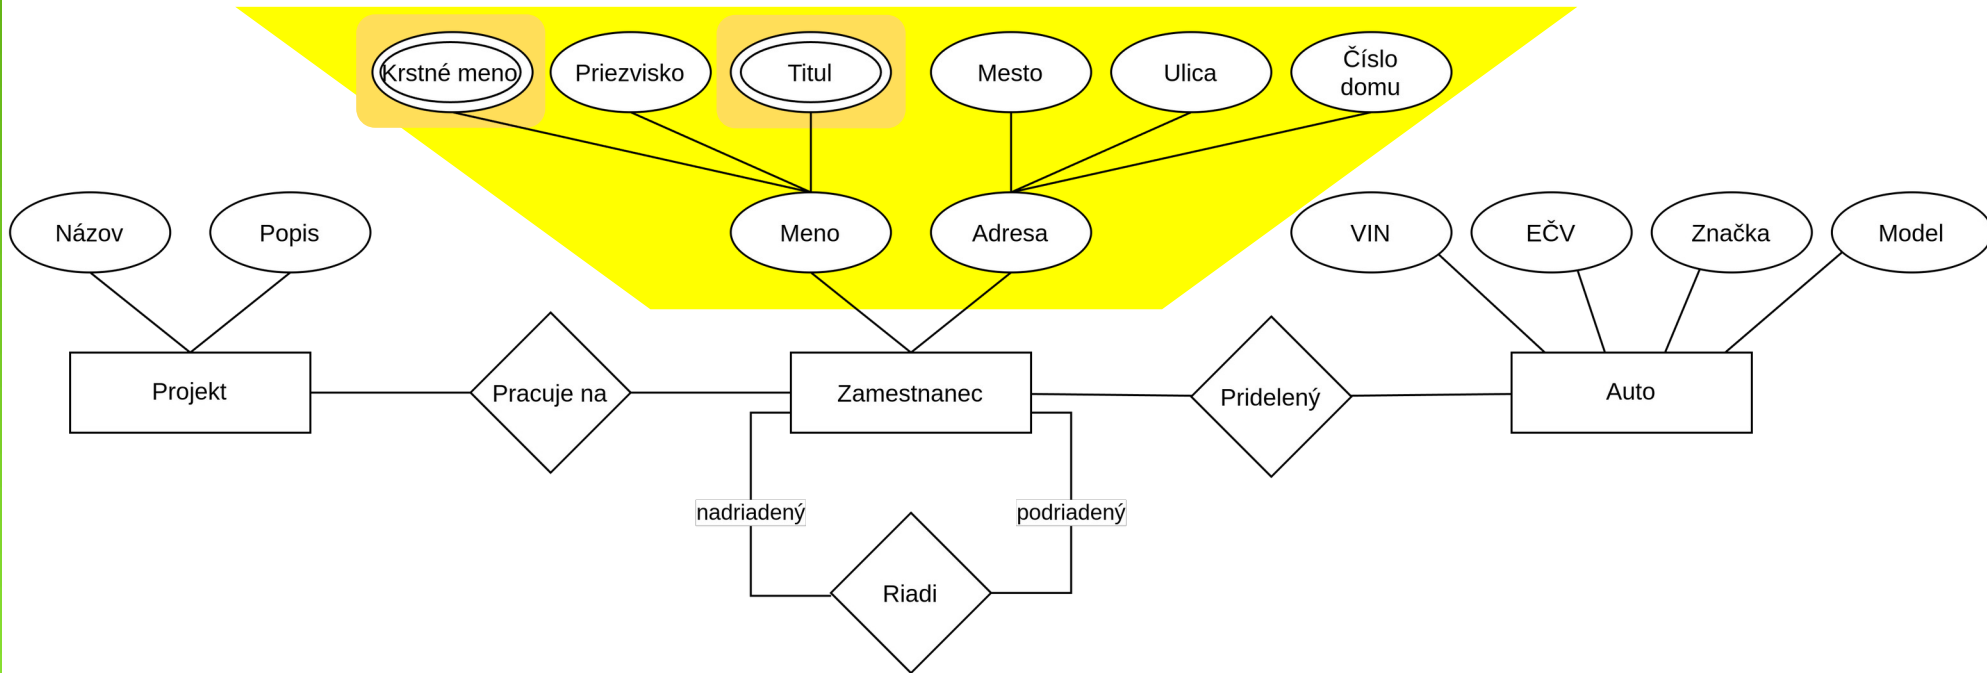 Krstné meno
Priezvisko
Titul
Mesto
Ulica
Číslo
domu
Názov
Popis
Meno
Adresa
VIN
EČV
Značka
Model
Projekt
Pracuje na
Zamestnanec
Pridelený
Auto
nadriadený
podriadený
Riadi